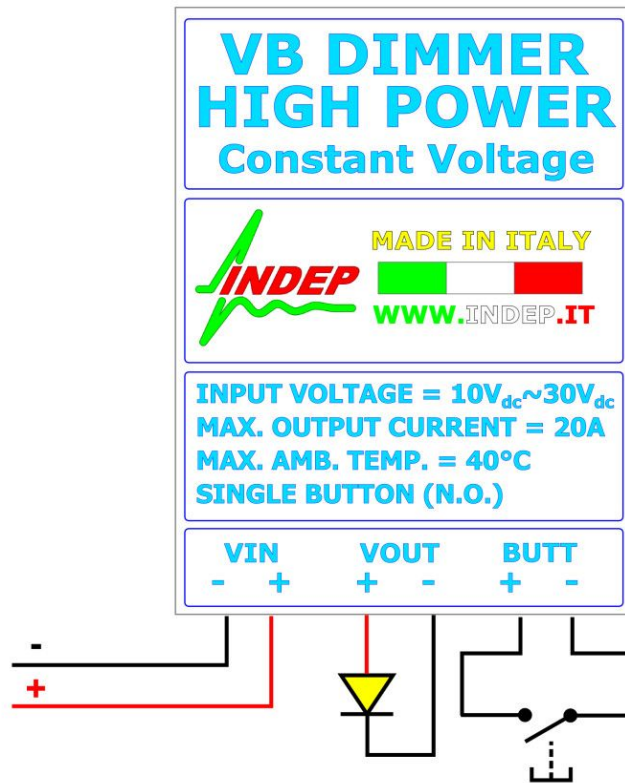 VB DIMMER
HIGH POWER
Constant Voltage
INDEP
MADE IN ITALY
WWW.INDEP.IT
INPUT VOLTAGE = 10Vdc~30Vdc
MAX. OUTPUT CURRENT = 20A
MAX. AMB. TEMP. = 40°C
SINGLE BUTTON (N.O.)
VIN VOUT BUTT
- + + - + -
-
+